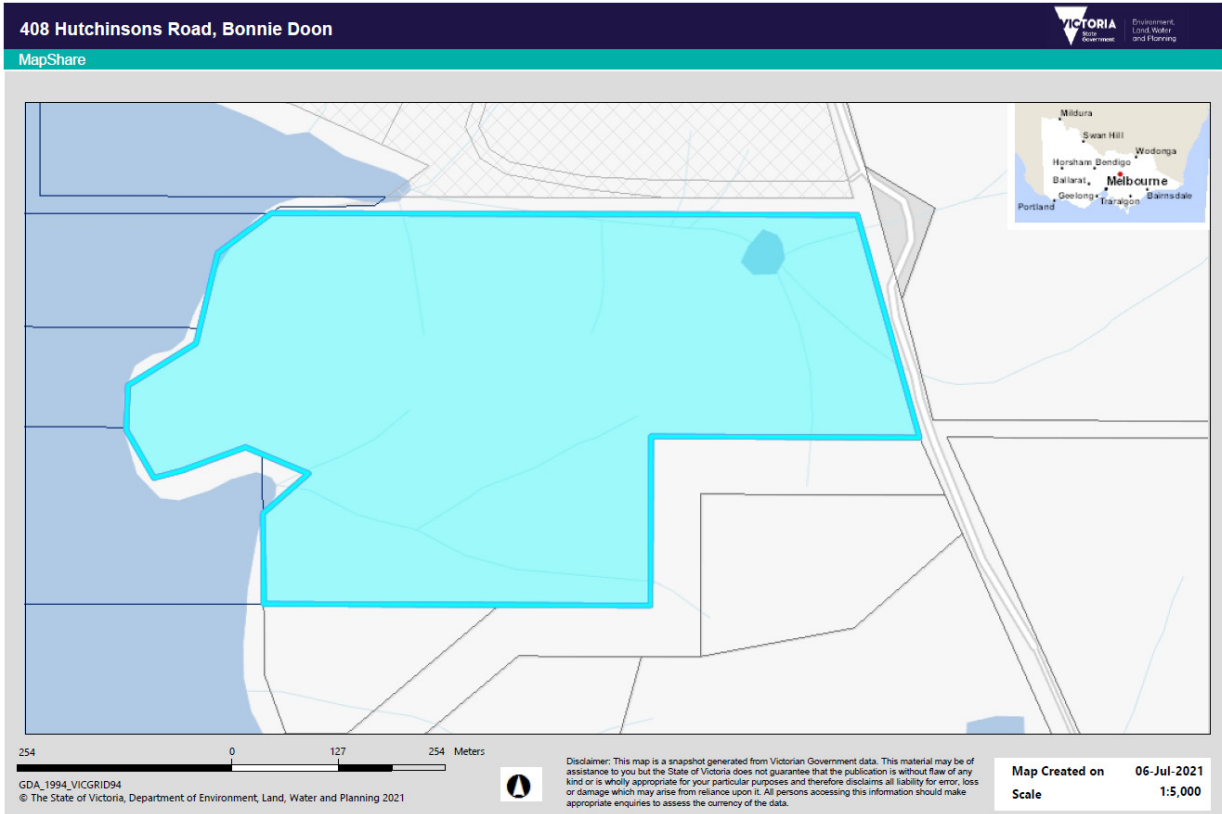 408 Hutchinsons Road, Bonnie Doon
VICTORIA
State
Government
Environment,
Land, Water
and Planning
MapShare
Mildura
Swan Hill
Wodonga
Horsham Bendigo
Ballarat
Melbourne
Geelong
Traralgon
Bairnsdale
Portland
254 0 127 254 Meters
GDA_1994_VICGRID94
© The State of Victoria, Department of Environment, Land, Water and Planning 2021
Disclaimer: This map is a snapshot generated from Victorian Government data. This material may be of
assistance to you but the State of Victoria does not guarantee that the publication is without flaw of any
kind or is wholly appropriate for your particular purposes and therefore disclaims all liability for error, loss
or damage which may arise from reliance upon it. All persons accessing this information should make
appropriate enquiries to assess the currency of the data.
Map Created on 06-Jul-2021
Scale 1:5,000